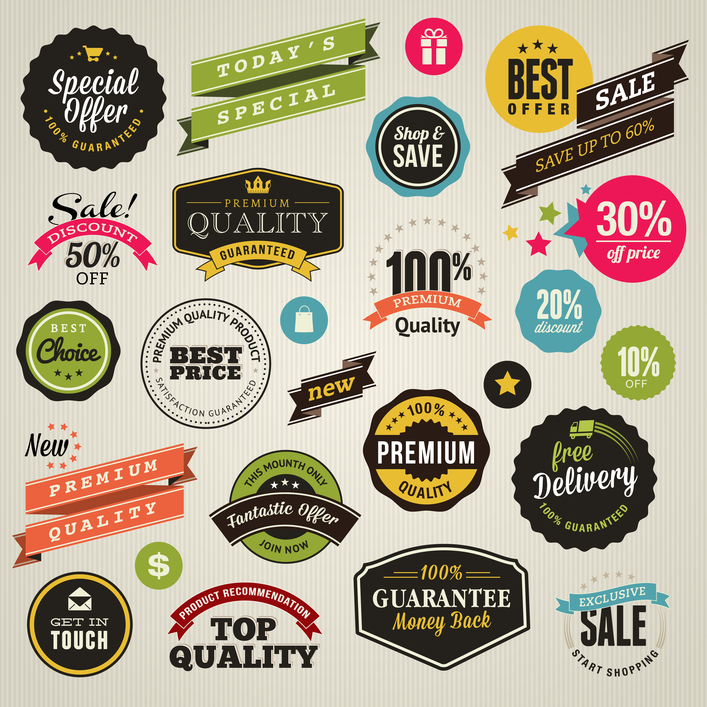 Special
Offer
100% GUARANTEED
TODAY'S
SPECIAL
BEST
OFFER
SALE
SAVE UP TO 60%
Shop &
SAVE
Sale!
DISCOUNT
50%
OFF
PREMIUM
QUALITY
GUARANTEED
100%
PREMIUM
Quality
30%
off price
20%
discount
10%
OFF
BEST
Choice
PREMIUM QUALITY PRODUCT
BEST
PRICE
SATISFACTION GUARANTEED
new
New
PREMIUM
QUALITY
THIS MOUNTH ONLY
Fantastic Offer
JOIN NOW
100%
PREMIUM
QUALITY
free
Delivery
100% GUARANTEED
$
GET IN
TOUCH
PRODUCT RECOMMENDATION
TOP
QUALITY
100%
GUARANTEE
Money Back
EXCLUSIVE
SALE
START SHOPPING